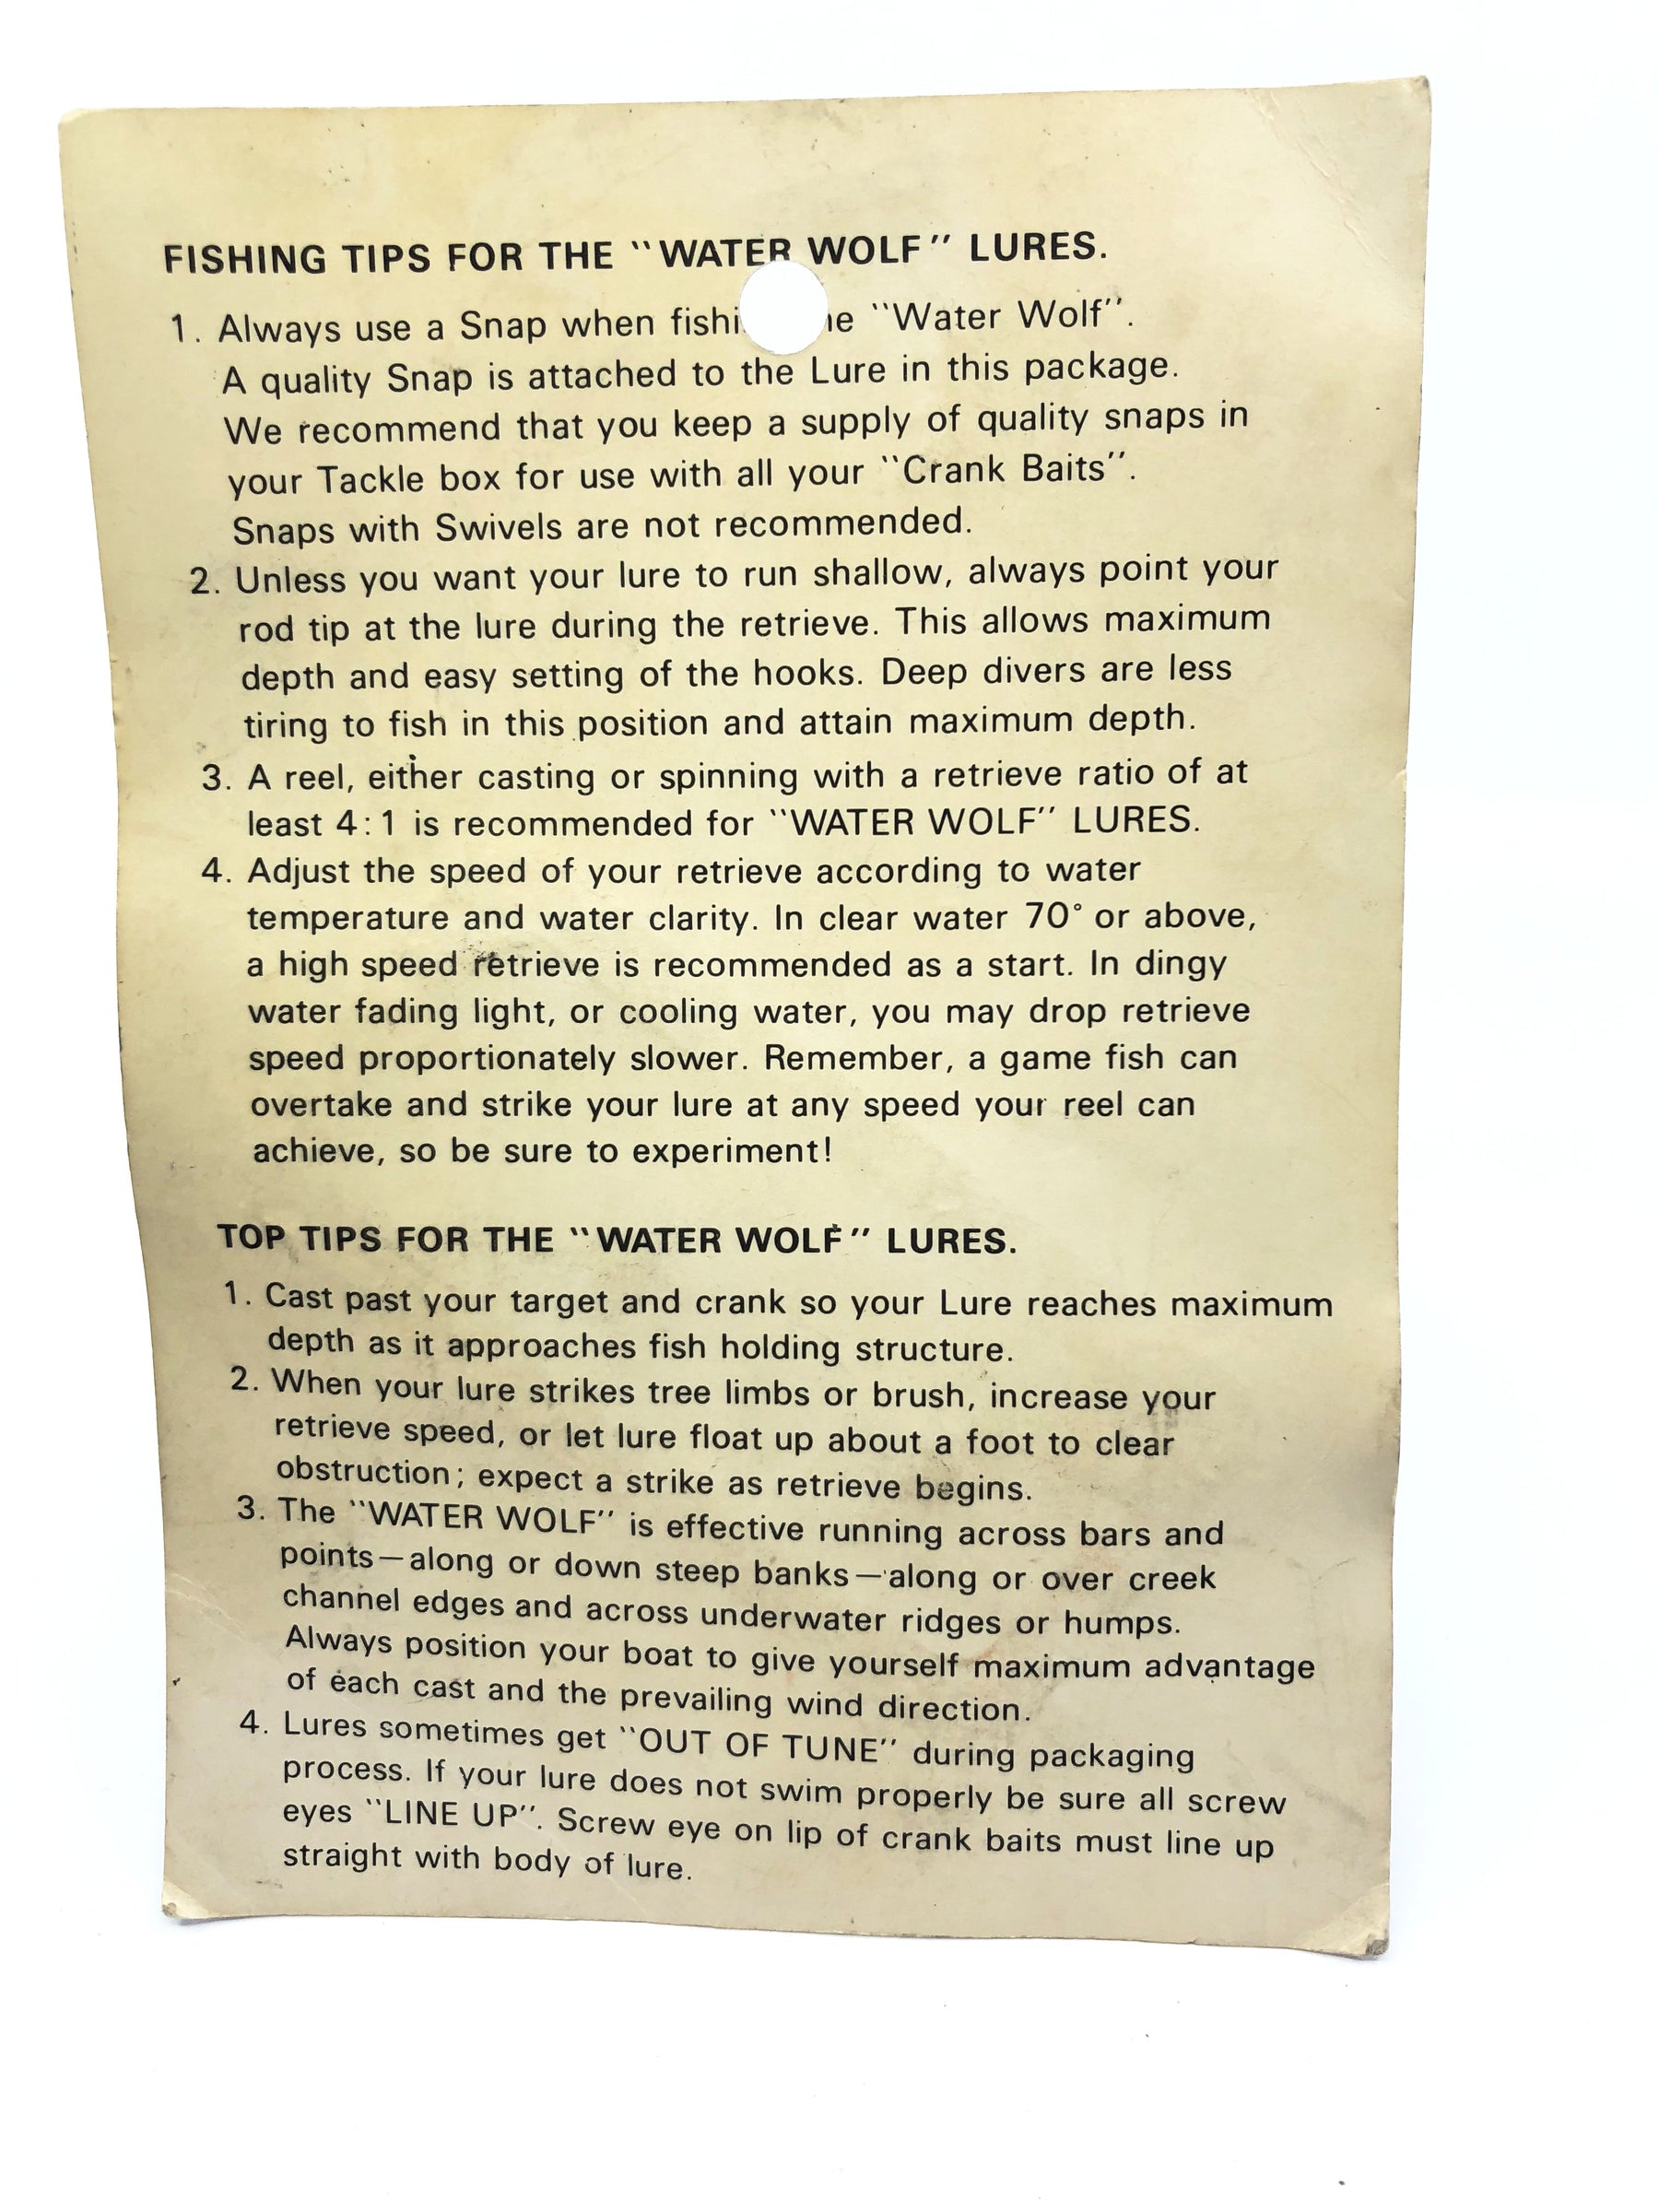 FISHING TIPS FOR THE "WATER WOLF" LURES.
1. Always use a Snap when "Water Wolf".
A quality Snap is attached to the Lure in this package.
We recommend that you keep a supply of quality snaps in
your Tackle box for use with all your "Crank Baits".
Snaps with Swivels are not recommended.
2. Unless you want your lure to run shallow, always point your
rod tip at the lure during the retrieve. This allows maximum
depth and easy setting of the hooks. Deep divers are less
tiring to fish in this position and attain maximum depth.
3. A reel, either casting or spinning with a retrieve ratio of at
least 4:1 is recommended for "WATER WOLF" LURES.
4. Adjust the speed of your retrieve according to water
temperature and water clarity. In clear water 70° or above,
a high speed retrieve is recommended as a start. In dingy
water fading light, or cooling water, you may drop retrieve
speed proportionately slower. Remember, a game fish can
overtake and strike your lure at any speed your reel can
achieve, so be sure to experiment!
TOP TIPS FOR THE "WATER WOLF" LURES.
1. Cast past your target and crank so your Lure reaches maximum
depth as it approaches fish holding structure.
2. When your lure strikes tree limbs or brush, increase your
retrieve speed, or let lure float up about a foot to clear
obstruction; expect a strike as retrieve begins.
3. The "WATER WOLF" is effective running across bars and
points—along or down steep banks—along or over creek
channel edges and across underwater ridges or humps.
Always position your boat to give yourself maximum advantage
of each cast and the prevailing wind direction.
4. Lures sometimes get "OUT OF TUNE" during packaging
process. If your lure does not swim properly be sure all screw
eyes "LINE UP". Screw eye on lip of crank baits must line up
straight with body of lure.